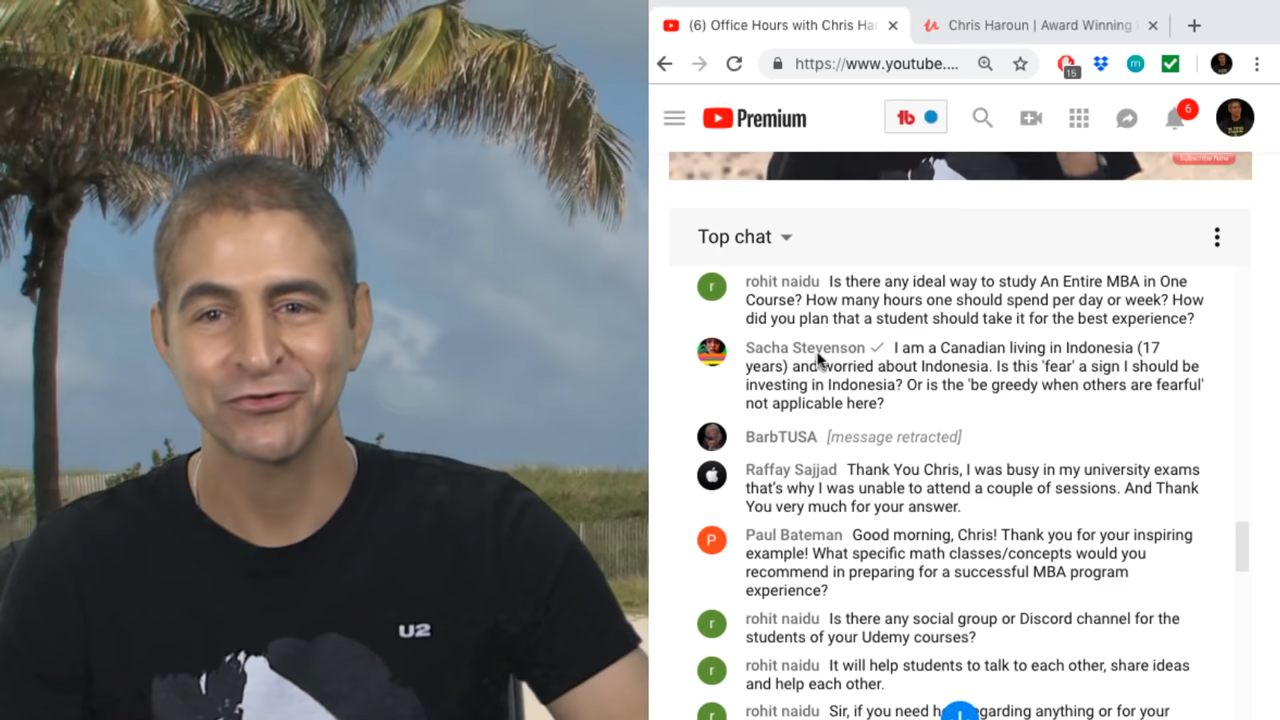 (6) Office Hours with Chris Har
Chris Haroun | Award Winning
https://www.youtube....
15
Premium
tb
6
Subscribe Now
Top chat
r
rohit naidu Is there any ideal way to study An Entire MBA in One
Course? How many hours one should spend per day or week? How
did you plan that a student should take it for the best experience?
Sacha Stevenson I am a Canadian living in Indonesia (17
years) and worried about Indonesia. Is this 'fear' a sign I should be
investing in Indonesia? Or is the 'be greedy when others are fearful'
not applicable here?
BarbTUSA [message retracted]
Raffay Sajjad Thank You Chris, I was busy in my university exams
that's why I was unable to attend a couple of sessions. And Thank
You very much for your answer.
P
Paul Bateman Good morning, Chris! Thank you for your inspiring
example! What specific math classes/concepts would you
recommend in preparing for a successful MBA program
experience?
r
rohit naidu Is there any social group or Discord channel for the
students of your Udemy courses?
r
rohit naidu It will help students to talk to each other, share ideas
and help each other.
r
rohit naidu Sir, if you need regarding anything or for your
U2